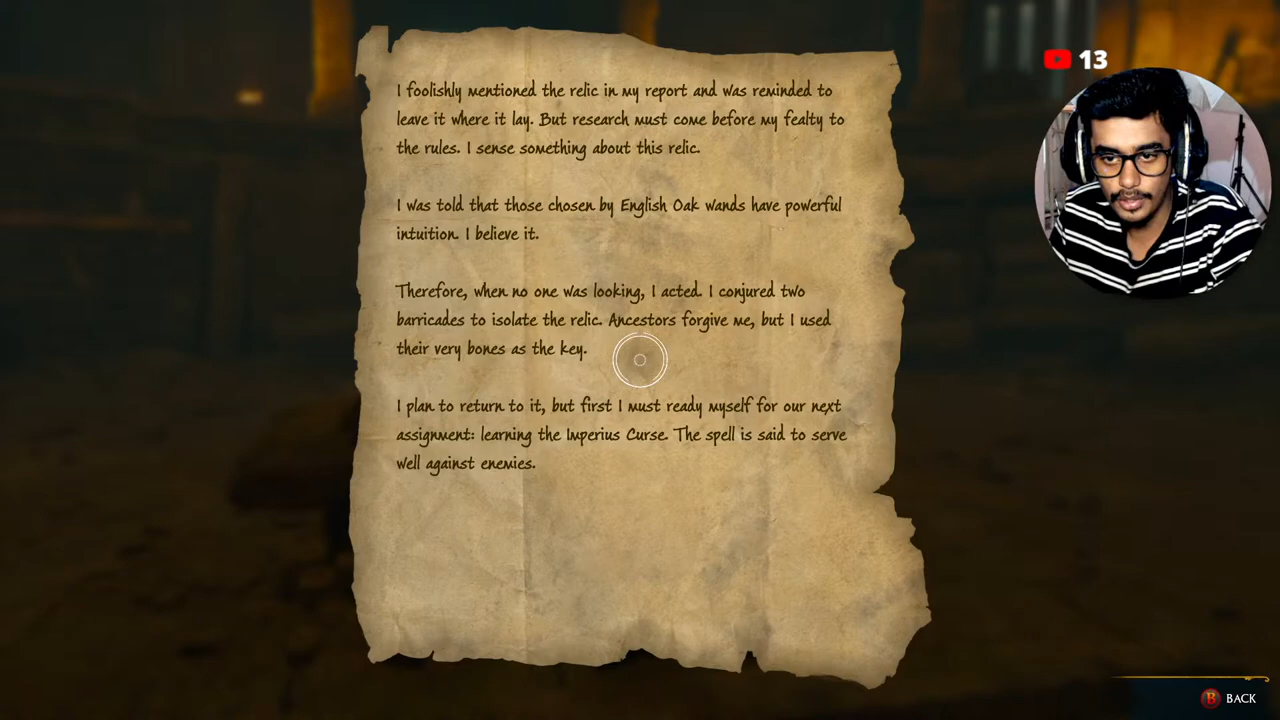 13
I foolishly mentioned the relic in my report and was reminded to
leave it where it lay. But research must come before my fealty to
the rules. I sense something about this relic.
I was told that those chosen by English Oak wands have powerful
intuition. I believe it.
Therefore, when no one was looking, I acted. I conjured two
barricades to isolate the relic. Ancestors forgive me, but I used
their very bones as the key.
I plan to return to it, but first I must ready myself for our next
assignment: learning the Imperius Curse. The spell is said to serve
well against enemies.
B BACK